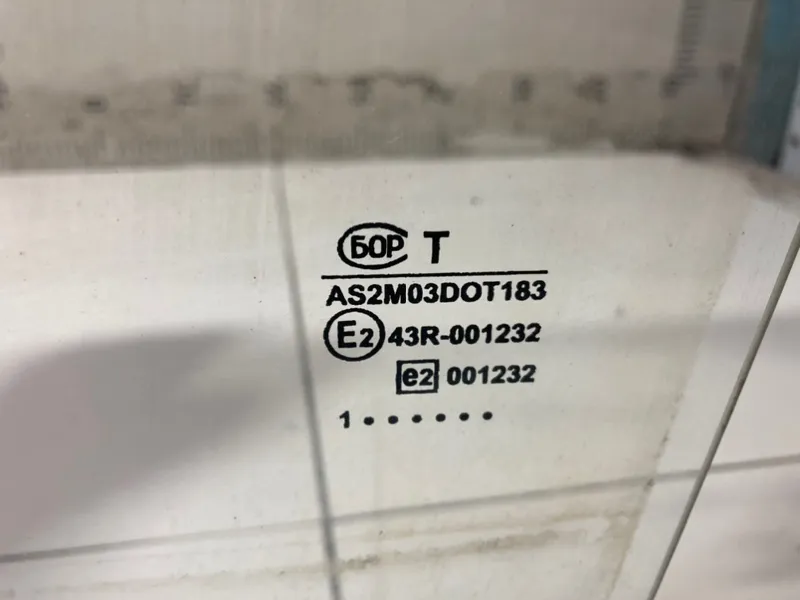 БОР Т
AS2M03DOT183
E2 43R-001232
e2 001232
1 • • • • • •